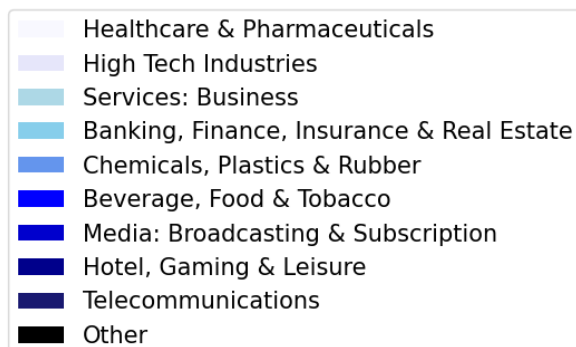 Healthcare & Pharmaceuticals
High Tech Industries
Services: Business
Banking, Finance, Insurance & Real Estate
Chemicals, Plastics & Rubber
Beverage, Food & Tobacco
Media: Broadcasting & Subscription
Hotel, Gaming & Leisure
Telecommunications
Other